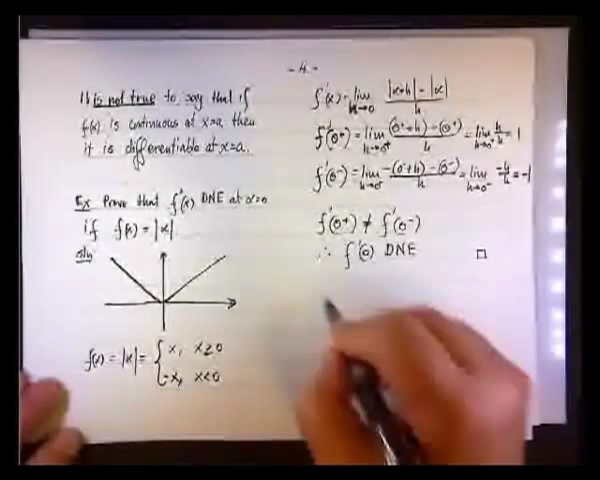 - 4 -
It is not true to say that if
f(x) is continuous at x=a, then
it is differentiable at x=a.
Ex Prove that f'(x) DNE at x=0
if f(x) = |x|
soln
f(x) = |x| = { x, x≥0
-x, x<0
f'(x) = lim h→0 |x+h| - |x| / h
f'(0⁺) = lim h→0⁺ (0⁺+h) - (0⁺) / h = lim h→0⁺ h/h = 1
f'(0⁻) = lim h→0⁻ -(0⁻+h) - (0⁻) / h = lim h→0⁻ -h/h = -1
f'(0⁺) ≠ f'(0⁻)
∴ f'(0) DNE □